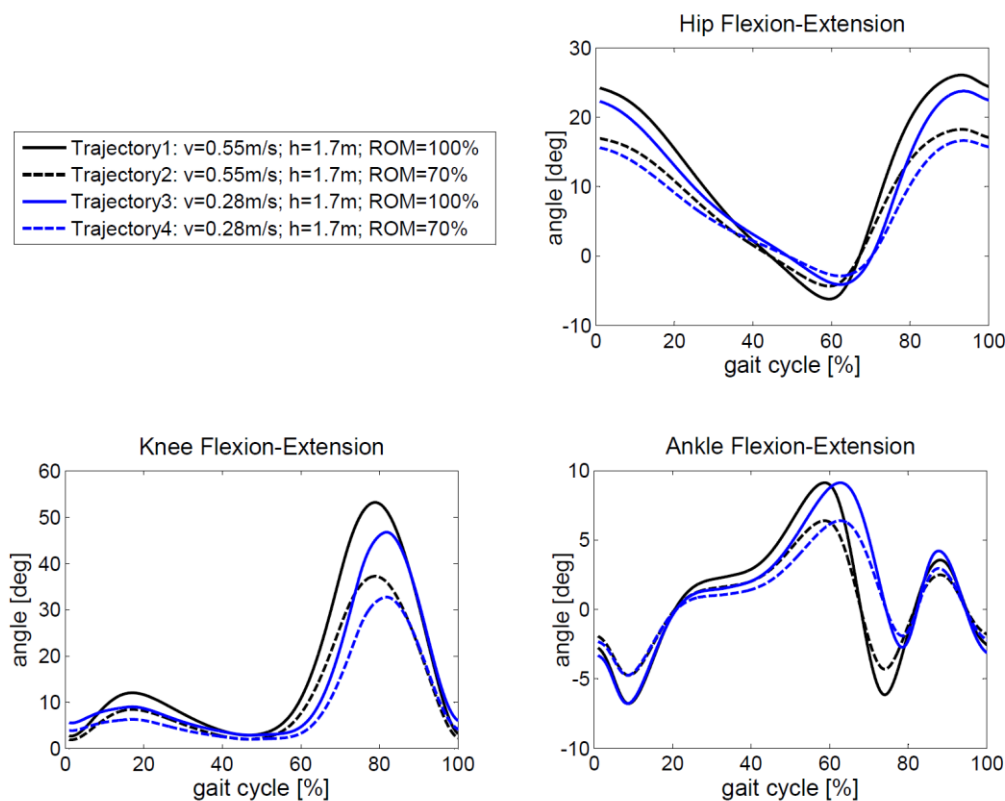 Hip Flexion-Extension
Trajectory1: v=0.55m/s; h=1.7m; ROM=100%
Trajectory2: v=0.55m/s; h=1.7m; ROM=70%
Trajectory3: v=0.28m/s; h=1.7m; ROM=100%
Trajectory4: v=0.28m/s; h=1.7m; ROM=70%
angle [deg]
30
20
10
0
-10
0 20 40 60 80 100
gait cycle [%]
Knee Flexion-Extension
angle [deg]
60
50
40
30
20
10
0
0 20 40 60 80 100
gait cycle [%]
Ankle Flexion-Extension
angle [deg]
10
5
0
-5
-10
0 20 40 60 80 100
gait cycle [%]